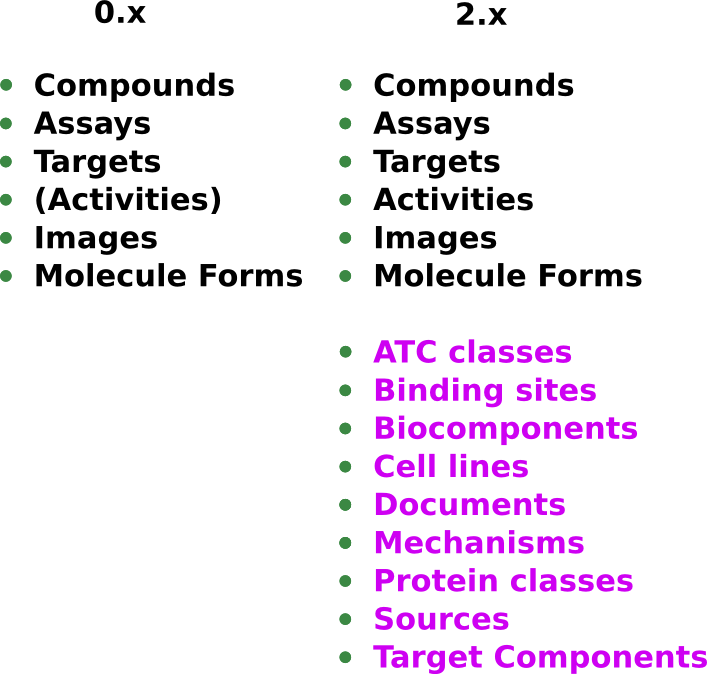 0.x
• Compounds
• Assays
• Targets
• (Activities)
• Images
• Molecule Forms
2.x
• Compounds
• Assays
• Targets
• Activities
• Images
• Molecule Forms
• ATC classes
• Binding sites
• Biocomponents
• Cell lines
• Documents
• Mechanisms
• Protein classes
• Sources
• Target Components